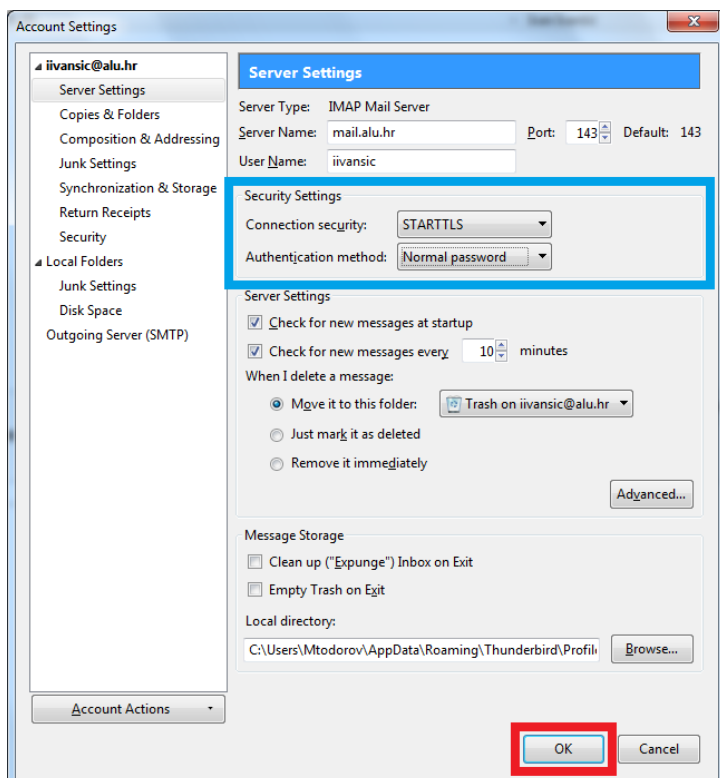 Account Settings
iivansic@alu.hr
Server Settings
Copies & Folders
Composition & Addressing
Junk Settings
Synchronization & Storage
Return Receipts
Security
Local Folders
Junk Settings
Disk Space
Outgoing Server (SMTP)
Account Actions
Server Settings
Server Type: IMAP Mail Server
Server Name: mail.alu.hr Port: 143 Default: 143
User Name: iivansic
Security Settings
Connection security: STARTTLS
Authentication method: Normal password
Server Settings
Check for new messages at startup
Check for new messages every 10 minutes
When I delete a message:
Move it to this folder: Trash on iivansic@alu.hr
Just mark it as deleted
Remove it immediately
Advanced...
Message Storage
Clean up ("Expunge") Inbox on Exit
Empty Trash on Exit
Local directory:
C:\Users\Mtodorov\AppData\Roaming\Thunderbird\Profil Browse...
OK Cancel